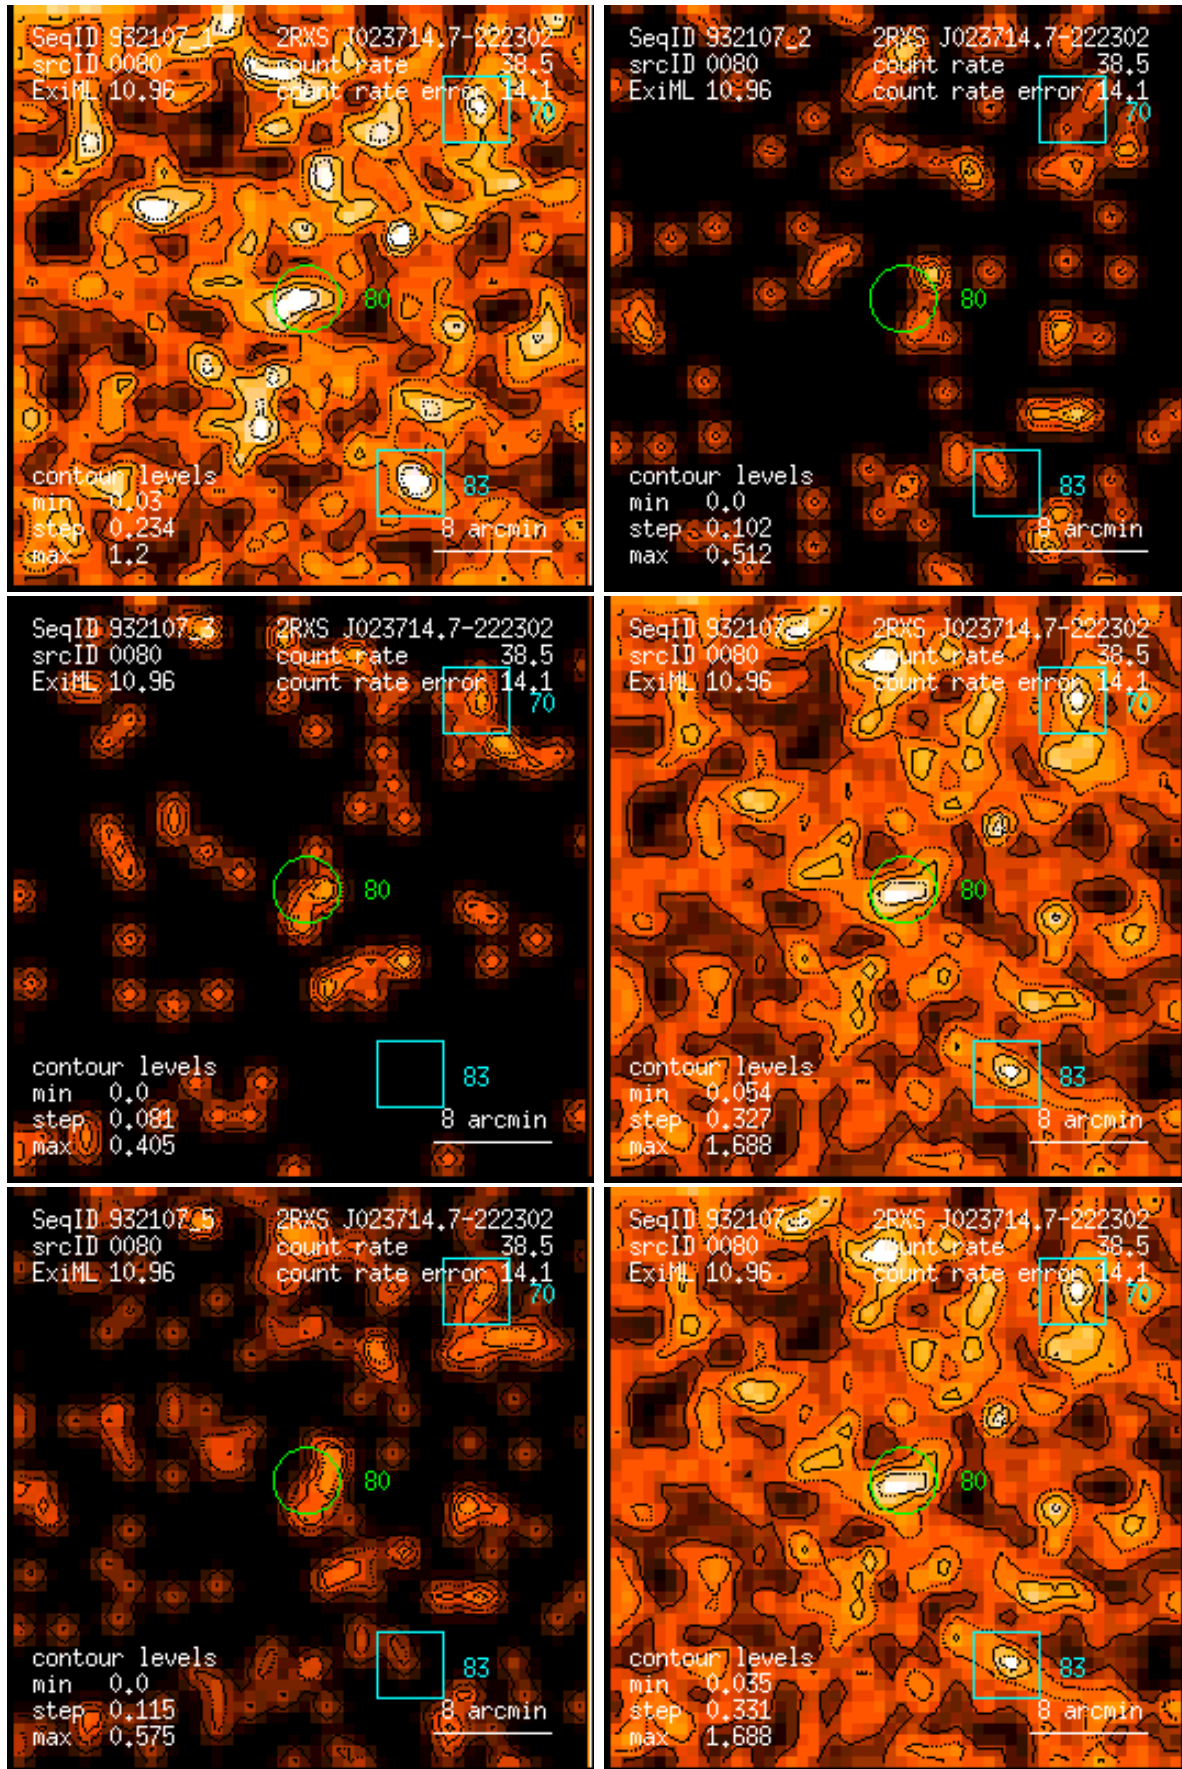 SeqID 932107_1 2RXS J023714.7-222302
srcID 0080 count rate 38.5
ExiML 10.96 count rate error 14.1
70
80
contour levels
83
min 0.03
step 0.234 8 arcmin
max 1.2
SeqID 932107_2 2RXS J023714.7-222302
srcID 0080 count rate 38.5
ExiML 10.96 count rate error 14.1
70
80
contour levels
83
min 0.0
step 0.102 8 arcmin
max 0.512
SeqID 932107_3 2RXS J023714.7-222302
srcID 0080 count rate 38.5
ExiML 10.96 count rate error 14.1
70
80
contour levels
83
min 0.0
step 0.081 8 arcmin
max 0.405
SeqID 932107_4 2RXS J023714.7-222302
srcID 0080 count rate 38.5
ExiML 10.96 count rate error 14.1
70
80
contour levels
83
min 0.054
step 0.327 8 arcmin
max 1.688
SeqID 932107_5 2RXS J023714.7-222302
srcID 0080 count rate 38.5
ExiML 10.96 count rate error 14.1
70
80
contour levels
83
min 0.0
step 0.115 8 arcmin
max 0.575
SeqID 932107_6 2RXS J023714.7-222302
srcID 0080 count rate 38.5
ExiML 10.96 count rate error 14.1
70
80
contour levels
83
min 0.035
step 0.331 8 arcmin
max 1.688